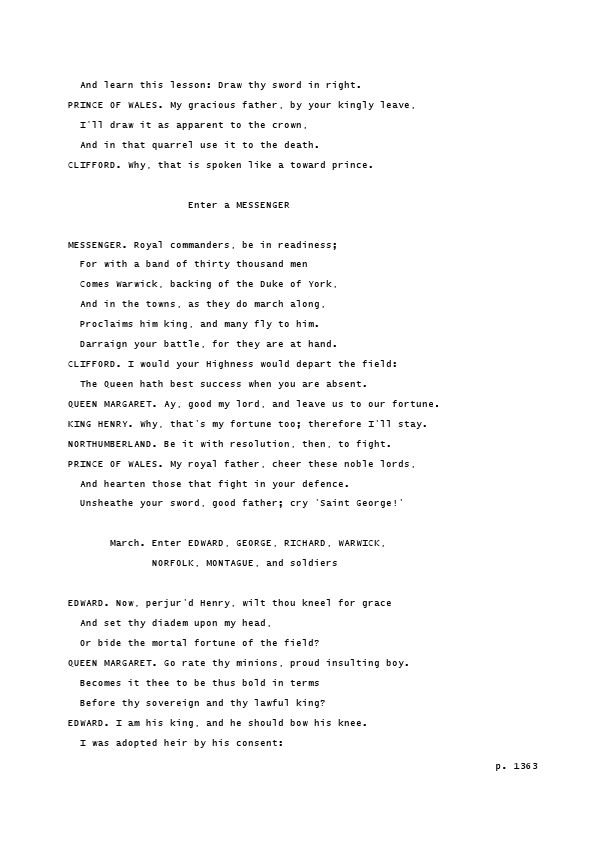 And learn this lesson: Draw thy sword in right.
PRINCE OF WALES. My gracious father, by your kingly leave,
I'll draw it as apparent to the crown,
And in that quarrel use it to the death.
CLIFFORD. Why, that is spoken like a toward prince.
Enter a MESSENGER
MESSENGER. Royal commanders, be in readiness;
For with a band of thirty thousand men
Comes Warwick, backing of the Duke of York,
And in the towns, as they do march along,
Proclaims him king, and many fly to him.
Darraign your battle, for they are at hand.
CLIFFORD. I would your Highness would depart the field:
The Queen hath best success when you are absent.
QUEEN MARGARET. Ay, good my lord, and leave us to our fortune.
KING HENRY. Why, that's my fortune too; therefore I'll stay.
NORTHUMBERLAND. Be it with resolution, then, to fight.
PRINCE OF WALES. My royal father, cheer these noble lords,
And hearten those that fight in your defence.
Unsheathe your sword, good father; cry 'Saint George!'
March. Enter EDWARD, GEORGE, RICHARD, WARWICK,
NORFOLK, MONTAGUE, and soldiers
EDWARD. Now, perjur'd Henry, wilt thou kneel for grace
And set thy diadem upon my head,
Or bide the mortal fortune of the field?
QUEEN MARGARET. Go rate thy minions, proud insulting boy.
Becomes it thee to be thus bold in terms
Before thy sovereign and thy lawful king?
EDWARD. I am his king, and he should bow his knee.
I was adopted heir by his consent:
p. 1363